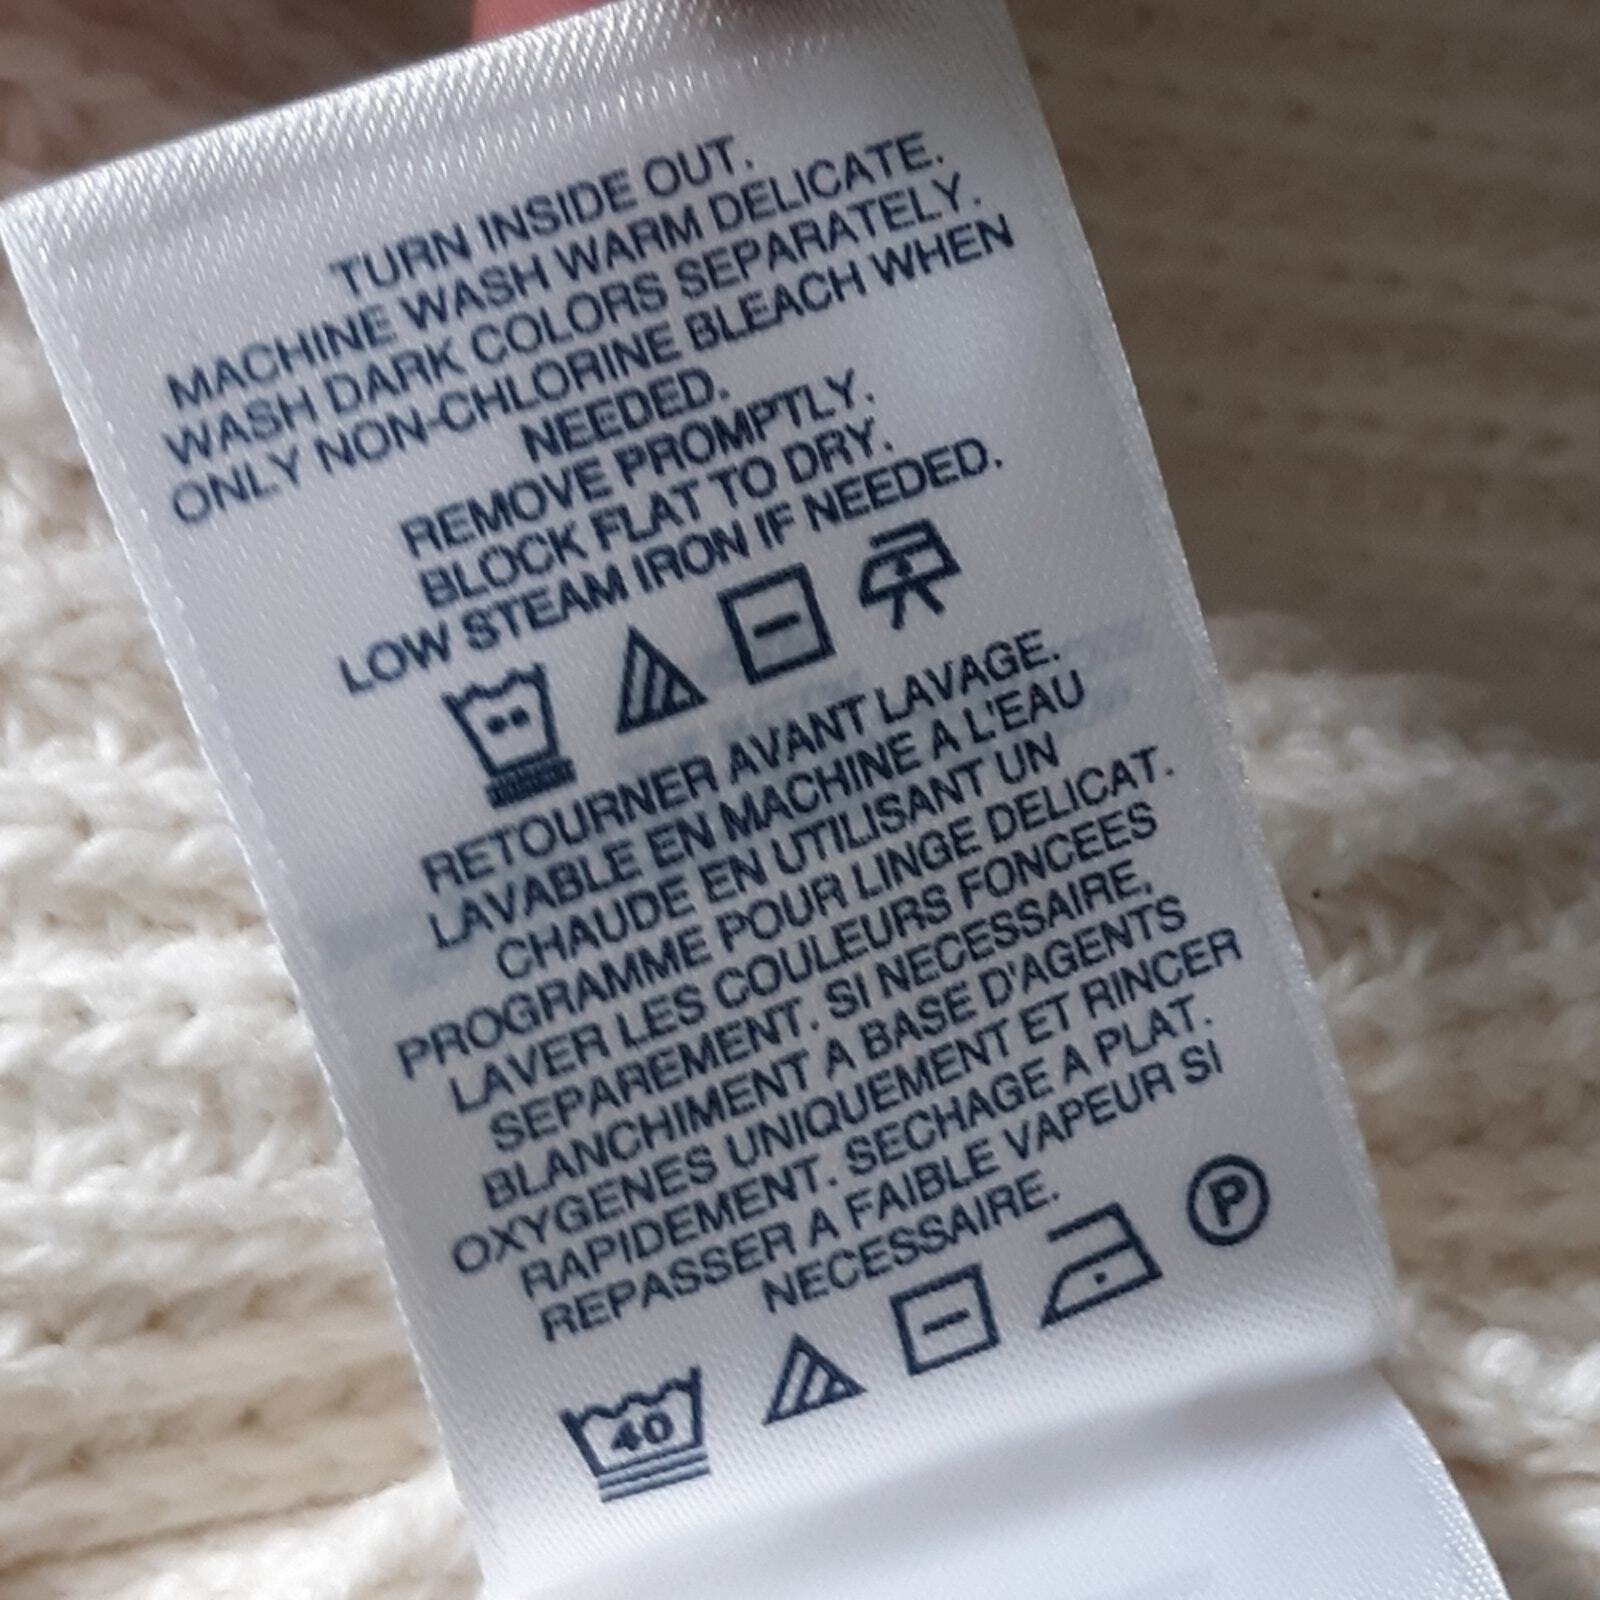 TURN INSIDE OUT.
MACHINE WASH WARM DELICATE.
WASH DARK COLORS SEPARATELY.
ONLY NON-CHLORINE BLEACH WHEN
NEEDED.
REMOVE PROMPTLY.
BLOCK FLAT TO DRY.
LOW STEAM IRON IF NEEDED.
RETOURNER AVANT LAVAGE.
LAVABLE EN MACHINE A L'EAU
CHAUDE EN UTILISANT UN
PROGRAMME POUR LINGE DELICAT.
LAVER LES COULEURS FONCEES
SEPAREMENT. SI NECESSAIRE,
BLANCHIMENT A BASE D'AGENTS
OXYGENES UNIQUEMENT ET RINCER
RAPIDEMENT. SECHAGE A PLAT.
REPASSER A FAIBLE VAPEUR SI
NECESSAIRE.
40 P